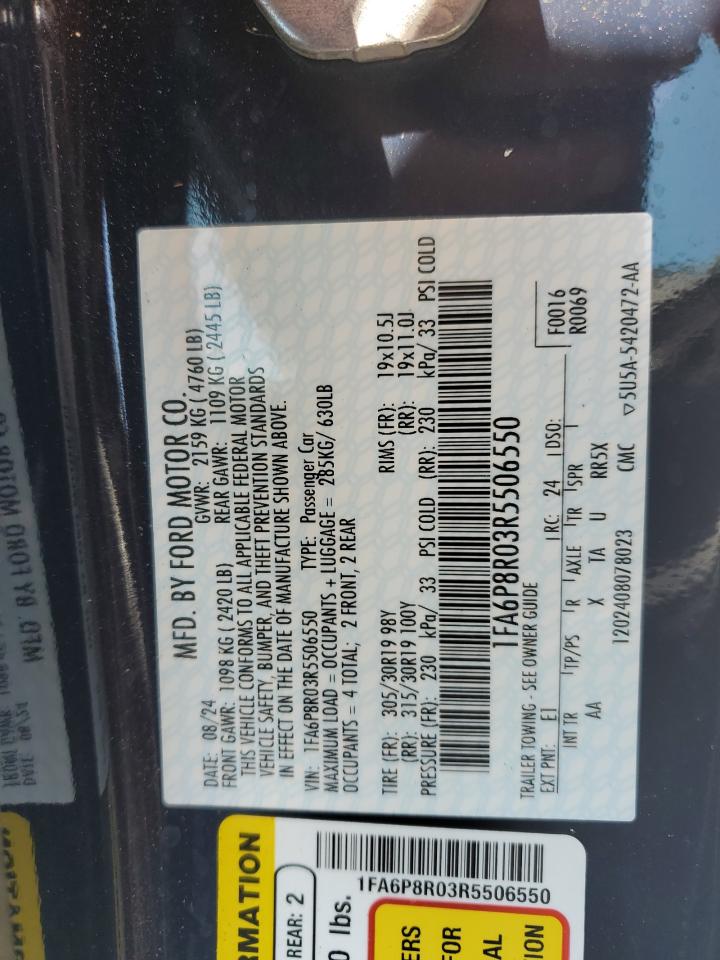 MFD. BY FORD MOTOR CO.
DATE: 08/24 GVWR: 2159 KG ( 4760 LB)
FRONT GAWR: 1098 KG ( 2420 LB) REAR GAWR: 1109 KG ( 2445 LB)
THIS VEHICLE CONFORMS TO ALL APPLICABLE FEDERAL MOTOR
VEHICLE SAFETY, BUMPER, AND THEFT PREVENTION STANDARDS
IN EFFECT ON THE DATE OF MANUFACTURE SHOWN ABOVE.
VIN: 1FA6P8R03R5506550 TYPE: Passenger Car
MAXIMUM LOAD = OCCUPANTS + LUGGAGE = 285KG/ 630LB
OCCUPANTS = 4 TOTAL; 2 FRONT, 2 REAR
TIRE (FR): 305/30R19 98Y RIMS (FR): 19x10.5J
(RR): 315/30R19 100Y (RR): 19x11.0J
PRESSURE (FR): 230 kPa/ 33 PSI COLD (RR): 230 kPa/ 33 PSI COLD
1FA6P8R03R5506550
TRAILER TOWING - SEE OWNER GUIDE
EXT PNT: E1 RC: 24 DSO: F0016
R0069
INT TR TP/PS R AXLE TR SPR
AA X TA U RR5X
1202408078023 CMC ▽5U5A-5420472-AA
RMATION
REAR: 2
0 lbs.
1FA6P8R03R5506550
ERS
FOR
AL
ION